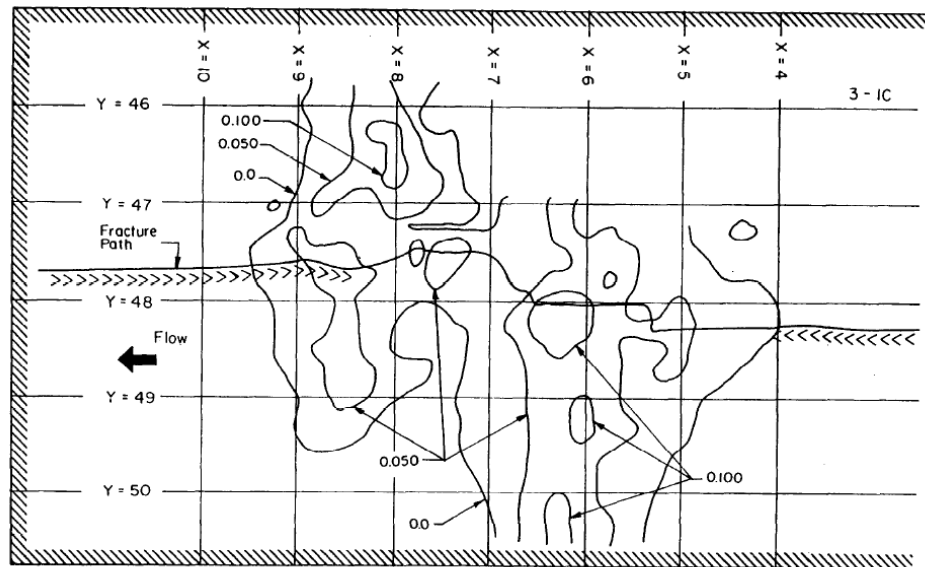 X = 10
X = 9
X = 8
X = 7
X = 6
X = 5
X = 4
3 - 1C
Y = 46
0.100
0.050
0.0
Y = 47
Fracture
Path
Y = 48
Flow
Y = 49
0.050
0.100
Y = 50
0.0